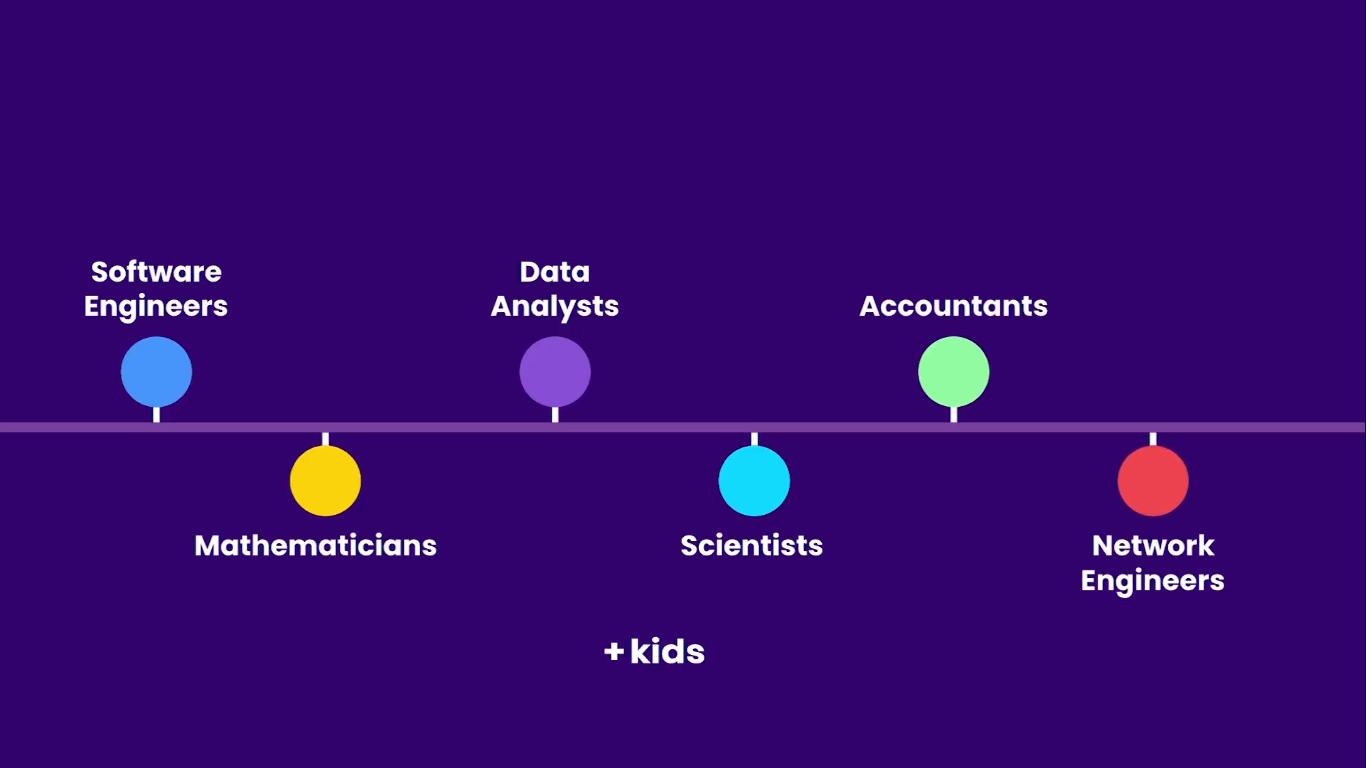 Software
Engineers
Data
Analysts
Accountants
Mathematicians
Scientists
Network
Engineers
+ kids